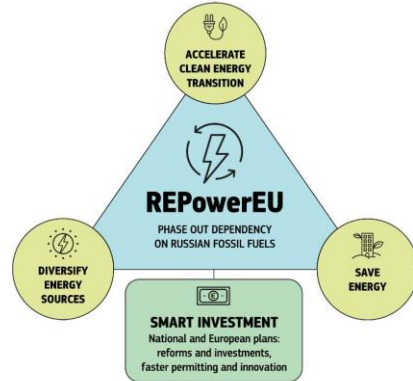 ACCELERATE
CLEAN ENERGY
TRANSITION
REPowerEU
PHASE OUT DEPENDENCY
ON RUSSIAN FOSSIL FUELS
DIVERSIFY
ENERGY
SOURCES
SAVE
ENERGY
€
SMART INVESTMENT
National and European plans:
reforms and investments,
faster permitting and innovation